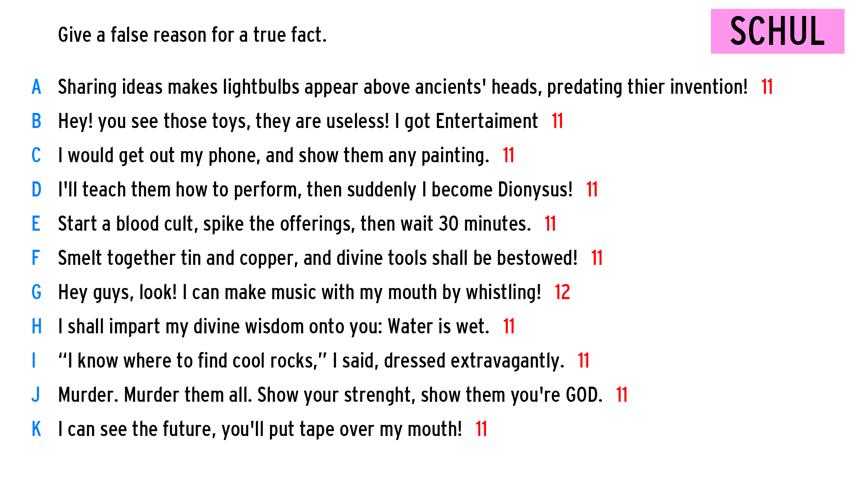 Give a false reason for a true fact.
SCHUL
A Sharing ideas makes lightbulbs appear above ancients' heads, predating thier invention! 11
B Hey! you see those toys, they are useless! I got Entertaiment 11
C I would get out my phone, and show them any painting. 11
D I'll teach them how to perform, then suddenly I become Dionysus! 11
E Start a blood cult, spike the offerings, then wait 30 minutes. 11
F Smelt together tin and copper, and divine tools shall be bestowed! 11
G Hey guys, look! I can make music with my mouth by whistling! 12
H I shall impart my divine wisdom onto you: Water is wet. 11
I “I know where to find cool rocks,” I said, dressed extravagantly. 11
J Murder. Murder them all. Show your strenght, show them you're GOD. 11
K I can see the future, you'll put tape over my mouth! 11